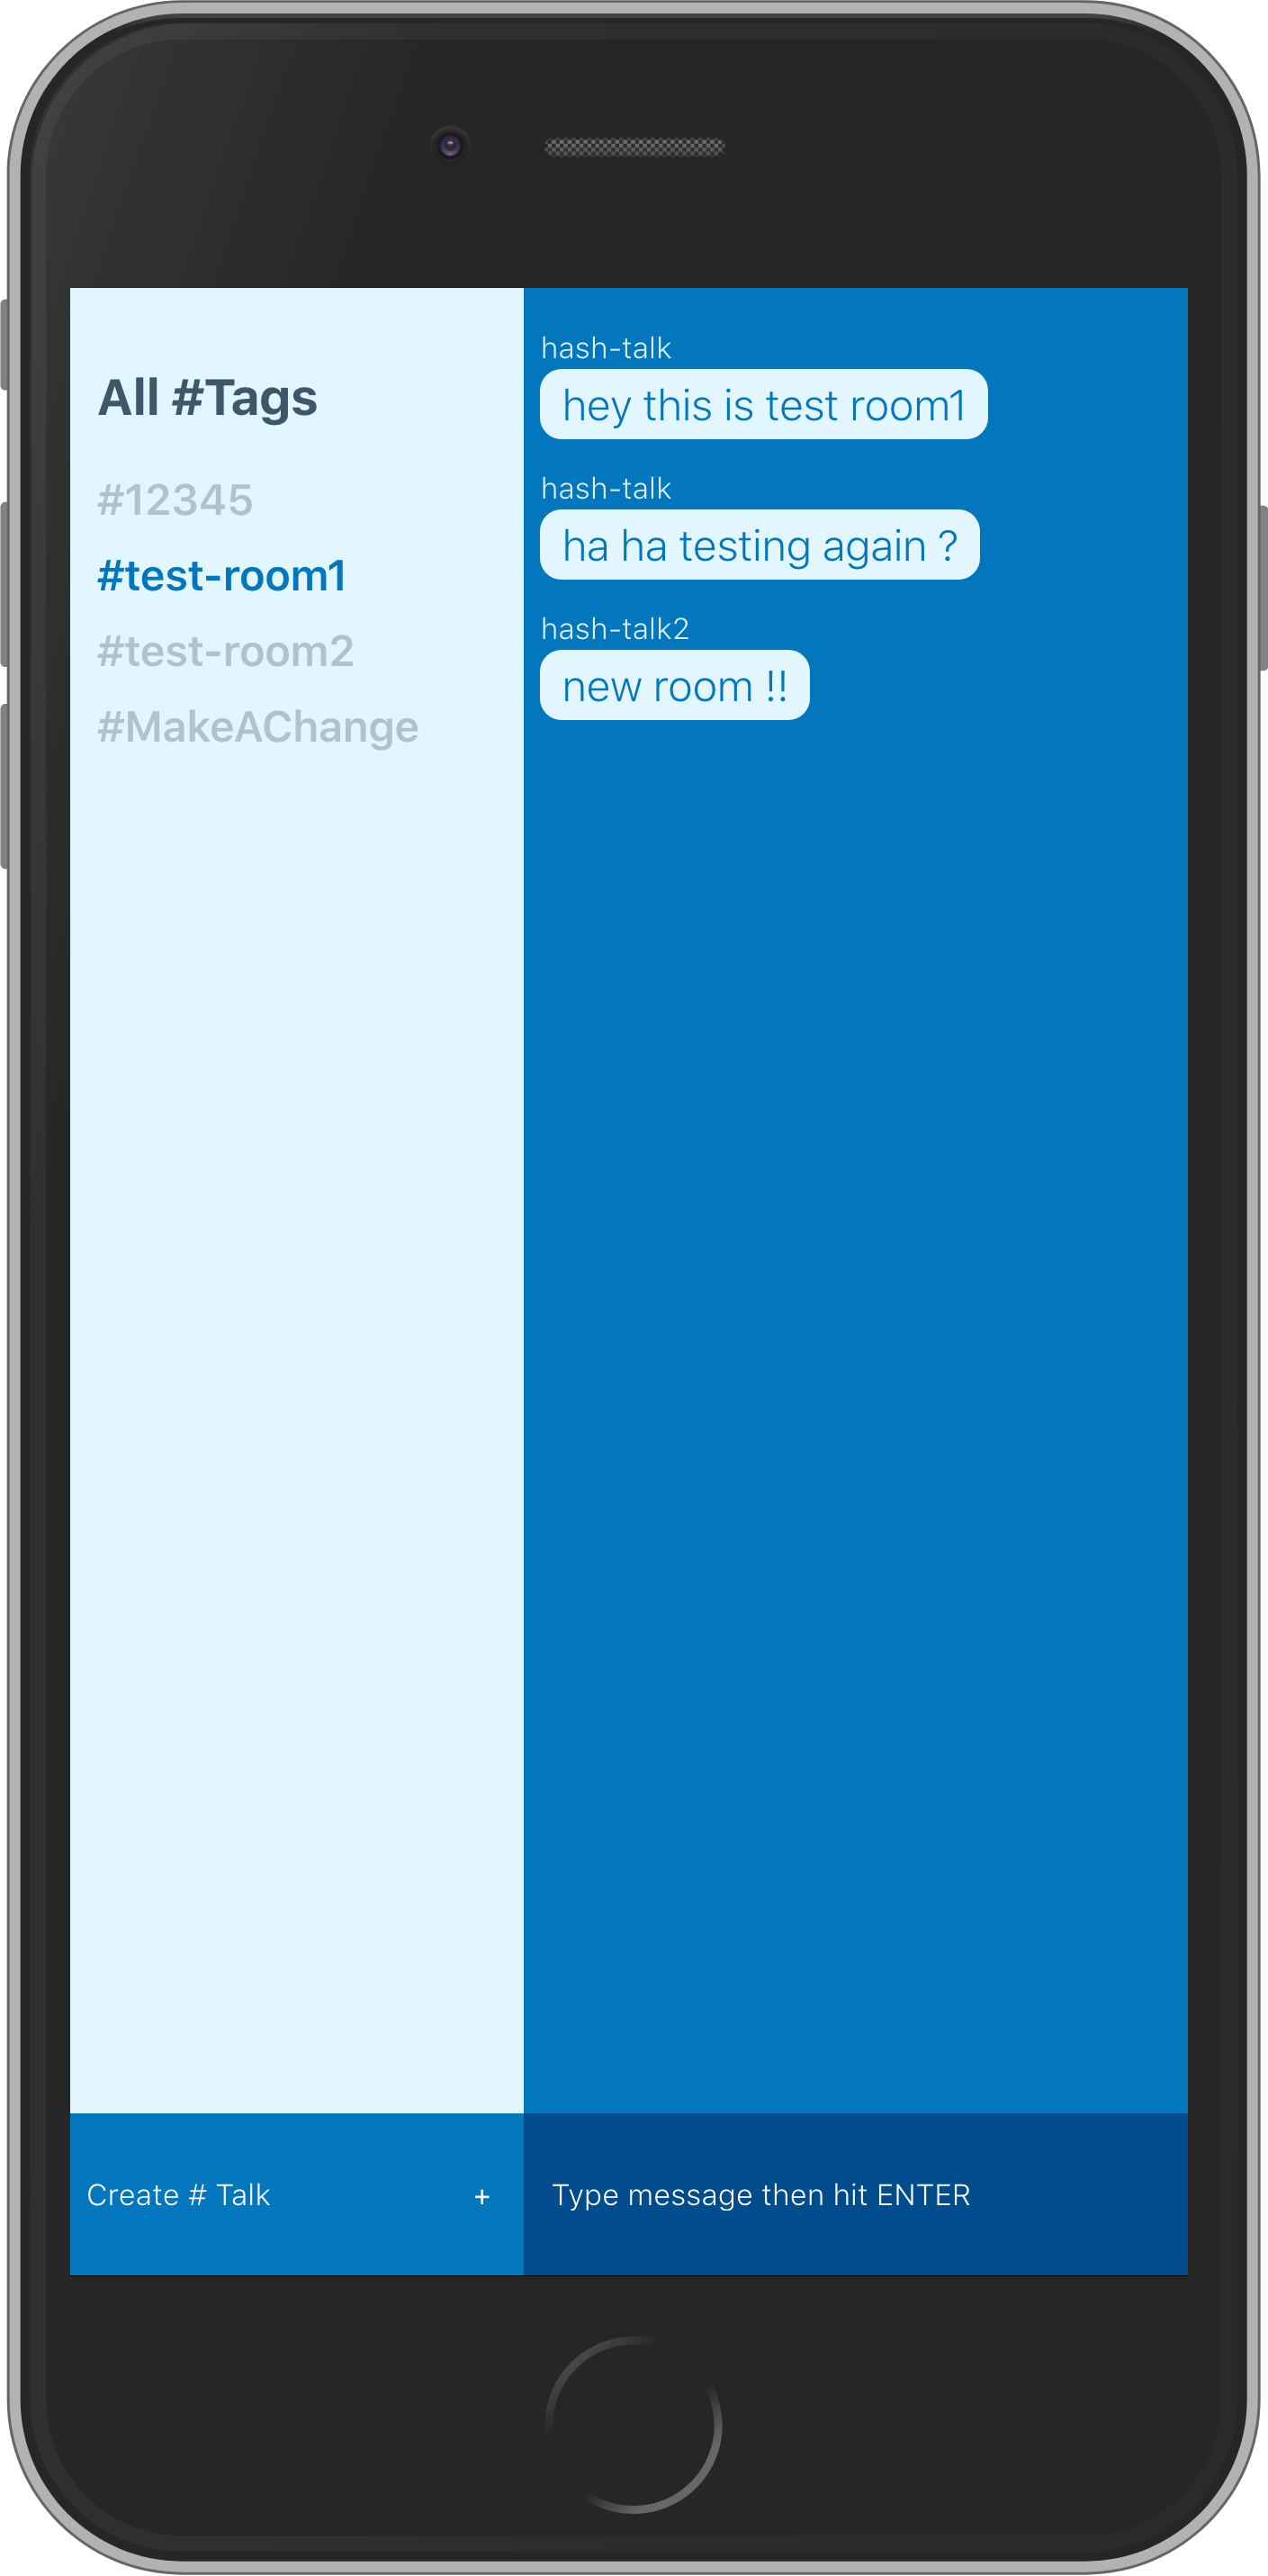 All #Tags
#12345
#test-room1
#test-room2
#MakeAChange
Create # Talk +
hash-talk
hey this is test room1
hash-talk
ha ha testing again ?
hash-talk2
new room !!
Type message then hit ENTER